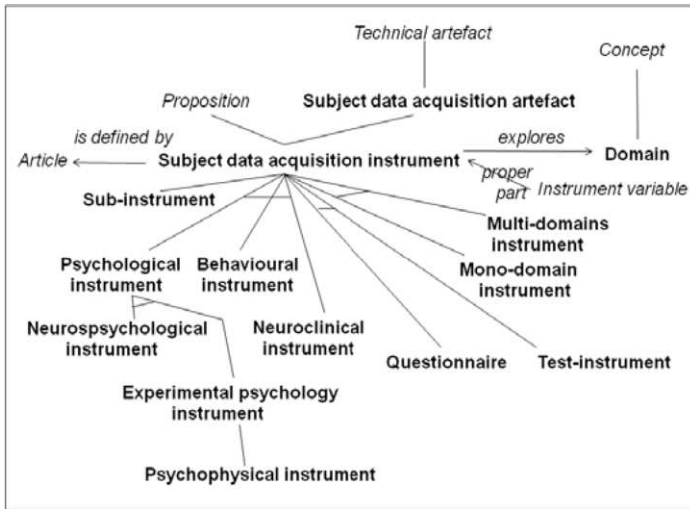 Technical artefact
Concept
Proposition
Subject data acquisition artefact
is defined by
explores
Article
Subject data acquisition instrument
Domain
proper
part
Instrument variable
Sub-instrument
Multi-domains
instrument
Psychological
instrument
Behavioural
instrument
Mono-domain
instrument
Neurospsychological
instrument
Neuroclinical
instrument
Questionnaire
Test-instrument
Experimental psychology
instrument
Psychophysical instrument